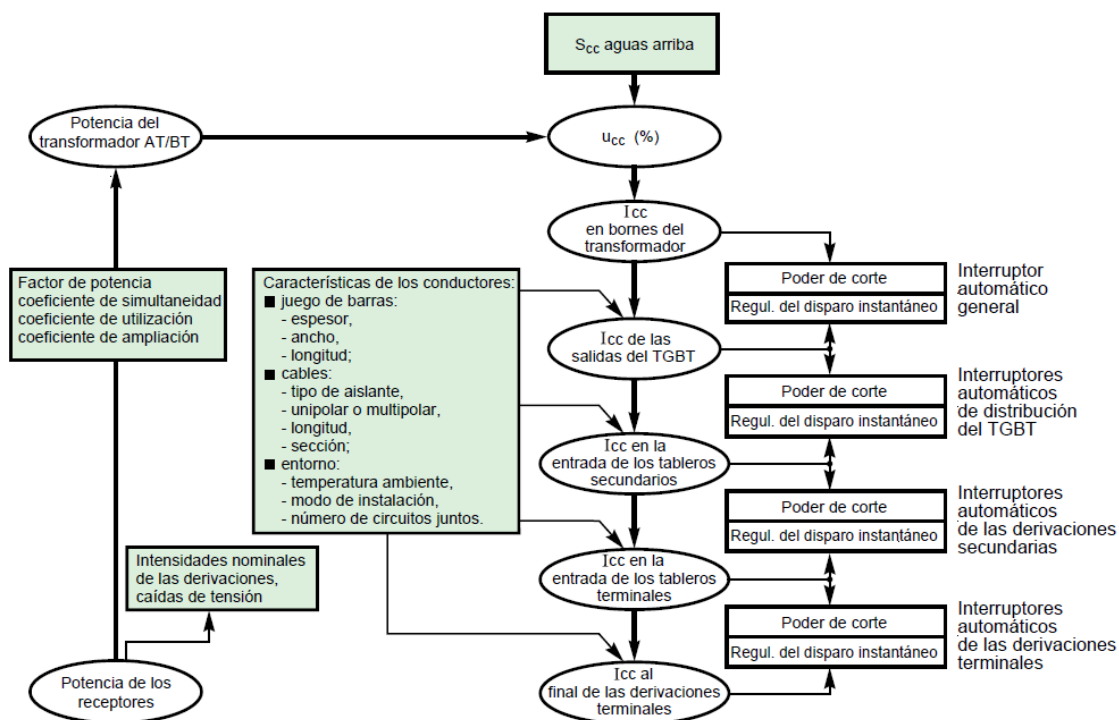 Scc aguas arriba
Potencia del
transformador AT/BT
ucc (%)
Icc
en bornes del
transformador
Factor de potencia
coeficiente de simultaneidad
coeficiente de utilización
coeficiente de ampliación
Características de los conductores:
■ juego de barras:
- espesor,
- ancho,
- longitud;
■ cables:
- tipo de aislante,
- unipolar o multipolar,
- longitud,
- sección;
■ entorno:
- temperatura ambiente,
- modo de instalación,
- número de circuitos juntos.
Poder de corte
Regul. del disparo instantáneo
Interruptor
automático
general
Icc de las
salidas del TGBT
Poder de corte
Regul. del disparo instantáneo
Interruptores
automáticos
de distribución
del TGBT
Icc en la
entrada de los tableros
secundarios
Poder de corte
Regul. del disparo instantáneo
Interruptores
automáticos
de las derivaciones
secundarias
Intensidades nominales
de las derivaciones,
caídas de tensión
Icc en la
entrada de los tableros
terminales
Poder de corte
Regul. del disparo instantáneo
Interruptores
automáticos
de las derivaciones
terminales
Potencia de los
receptores
Icc al
final de las derivaciones
terminales